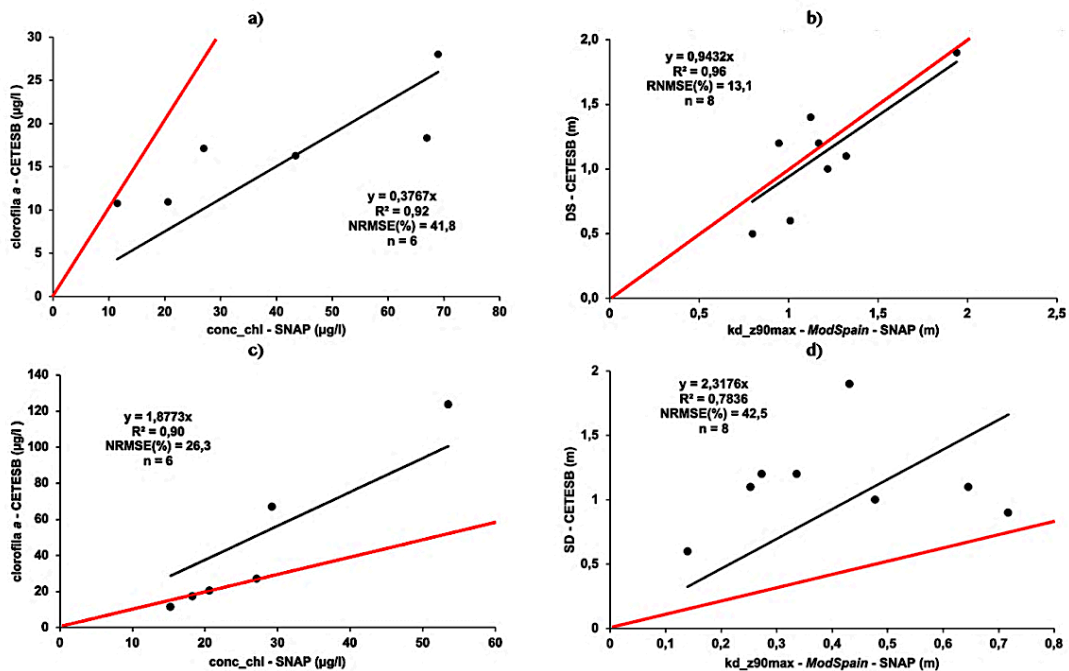 a)
30
25
20
15
10
5
0
clorofila a - CETESB (µg/l)
y = 0,3767x
R² = 0,92
NRMSE(%) = 41,8
n = 6
0 10 20 30 40 50 60 70 80
conc_chl - SNAP (µg/l)
b)
2,0
1,5
1,0
0,5
0,0
DS - CETESB (m)
y = 0,9432x
R² = 0,96
RNMSE(%) = 13,1
n = 8
0 0,5 1 1,5 2 2,5
kd_z90max - ModSpain - SNAP (m)
c)
140
120
100
80
60
40
20
0
clorofila a - CETESB (µg/l)
y = 1,8773x
R² = 0,90
NRMSE(%) = 26,3
n = 6
0 10 20 30 40 50 60
conc_chl - SNAP (µg/l)
d)
2
1,5
1
0,5
0
SD - CETESB (m)
y = 2,3176x
R² = 0,7836
NRMSE(%) = 42,5
n = 8
0 0,1 0,2 0,3 0,4 0,5 0,6 0,7 0,8
kd_z90max - ModSpain - SNAP (m)